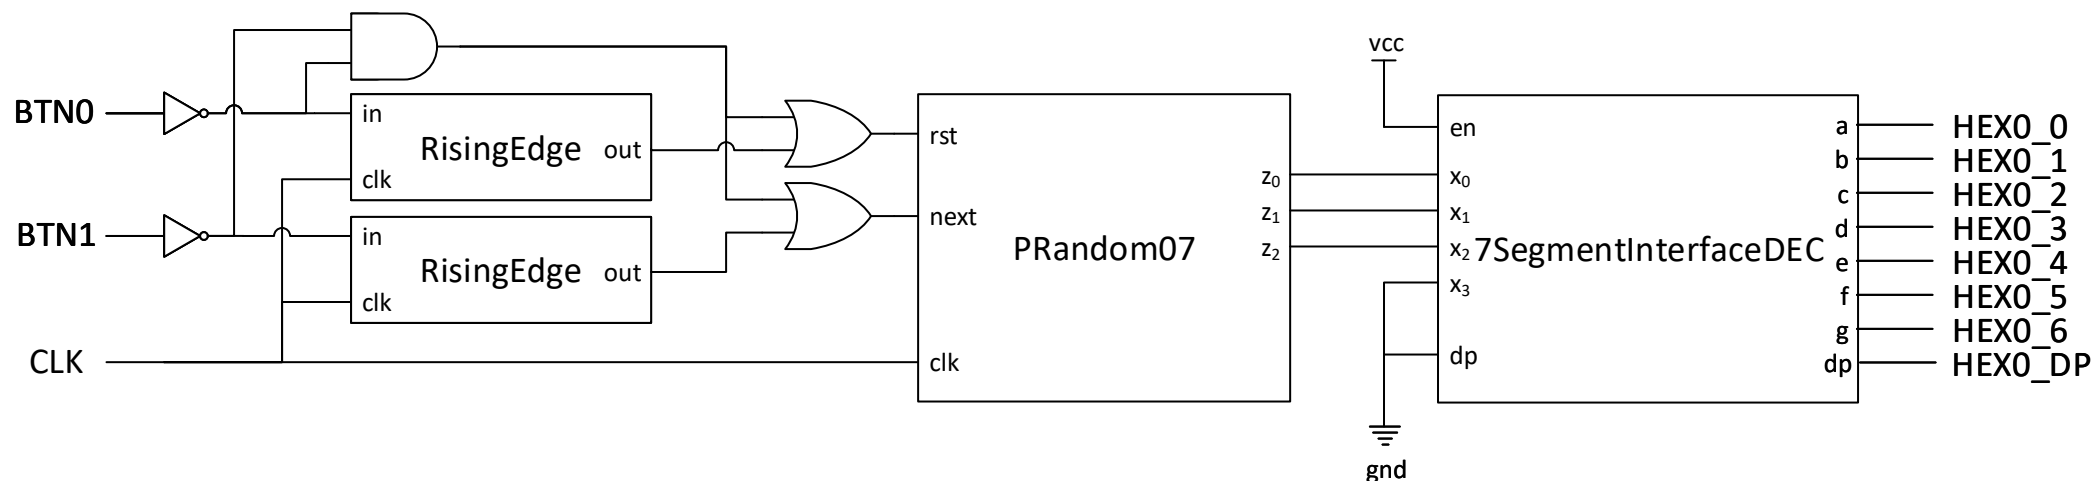 BTN0
BTN1
CLK
in
clk
RisingEdge
out
in
clk
RisingEdge
out
rst
next
clk
PRandom07
z0
z1
z2
vcc
gnd
en
x0
x1
x2
x3
dp
7SegmentInterfaceDEC
a
b
c
d
e
f
g
dp
HEX0_0
HEX0_1
HEX0_2
HEX0_3
HEX0_4
HEX0_5
HEX0_6
HEX0_DP